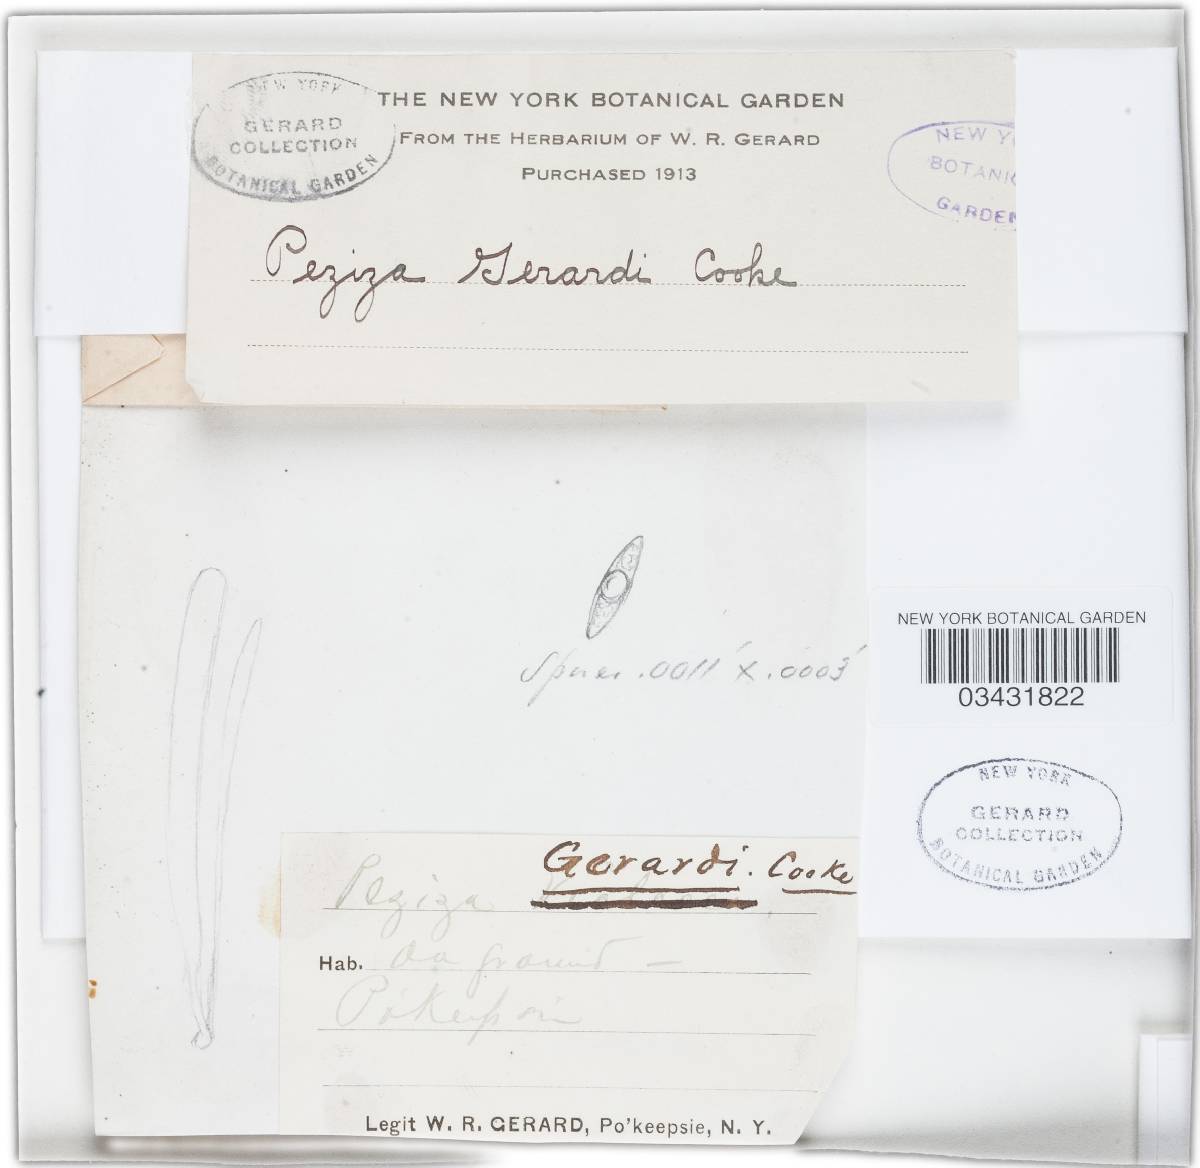 THE NEW YORK BOTANICAL GARDEN
FROM THE HERBARIUM OF W. R. GERARD
PURCHASED 1913
NEW YORK
GERARD
COLLECTION
BOTANICAL GARDEN
NEW Y
BOTANIC
GARDEN
Peziza Gerardi Cooke
Spores .0011' x .0003'
NEW YORK BOTANICAL GARDEN
03431822
NEW YORK
GERARD
COLLECTION
BOTANICAL GARDEN
Gerardi. Cooke
Peziza
Hab. On ground —
Po'keepsie
Legit W. R. GERARD, Po'keepsie, N. Y.